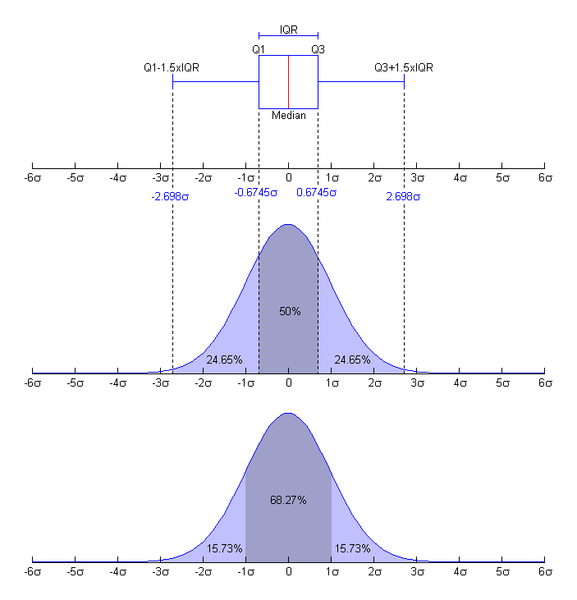 IQR
Q1 Q3
Q1-1.5xIQR Q3+1.5xIQR
Median
-6σ -5σ -4σ -3σ -2σ -1σ 0 1σ 2σ 3σ 4σ 5σ 6σ
-2.698σ -0.6745σ 0.6745σ 2.698σ
50%
24.65% 24.65%
-6σ -5σ -4σ -3σ -2σ -1σ 0 1σ 2σ 3σ 4σ 5σ 6σ
68.27%
15.73% 15.73%
-6σ -5σ -4σ -3σ -2σ -1σ 0 1σ 2σ 3σ 4σ 5σ 6σ